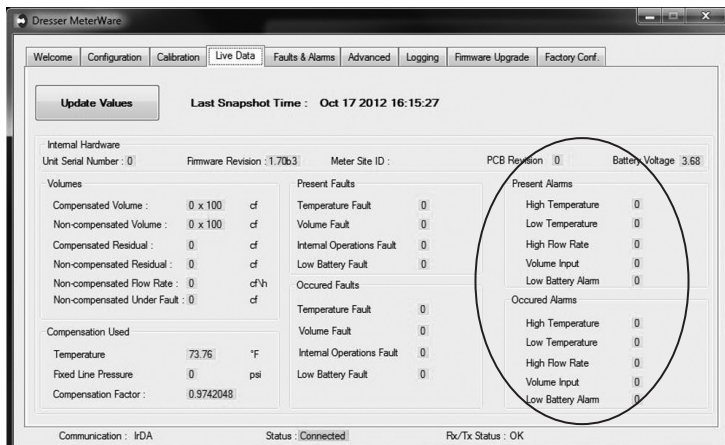 Dresser MeterWare
Welcome Configuration Calibration Live Data Faults & Alarms Advanced Logging Firmware Upgrade Factory Conf.
Update Values Last Snapshot Time : Oct 17 2012 16:15:27
Internal Hardware
Unit Serial Number : 0 Firmware Revision : 1.70b3 Meter Site ID : PCB Revision 0 Battery Voltage 3.68
Volumes
Compensated Volume : 0 x 100 cf
Non-compensated Volume : 0 x 100 cf
Compensated Residual : 0 cf
Non-compensated Residual : 0 cf
Non-compensated Flow Rate : 0 cf\h
Non-compensated Under Fault : 0 cf
Compensation Used
Temperature 73.76 °F
Fixed Line Pressure 0 psi
Compensation Factor : 0.9742048
Present Faults
Temperature Fault 0
Volume Fault 0
Internal Operations Fault 0
Low Battery Fault 0
Occured Faults
Temperature Fault 0
Volume Fault 0
Internal Operations Fault 0
Low Battery Fault 0
Present Alarms
High Temperature 0
Low Temperature 0
High Flow Rate 0
Volume Input 0
Low Battery Alarm 0
Occured Alarms
High Temperature 0
Low Temperature 0
High Flow Rate 0
Volume Input 0
Low Battery Alarm 0
Communication : IrDA Status : Connected Rx/Tx Status : OK